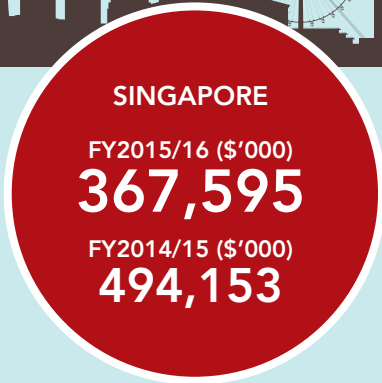 SINGAPORE
FY2015/16 ($’000)
367,595
FY2014/15 ($’000)
494,153